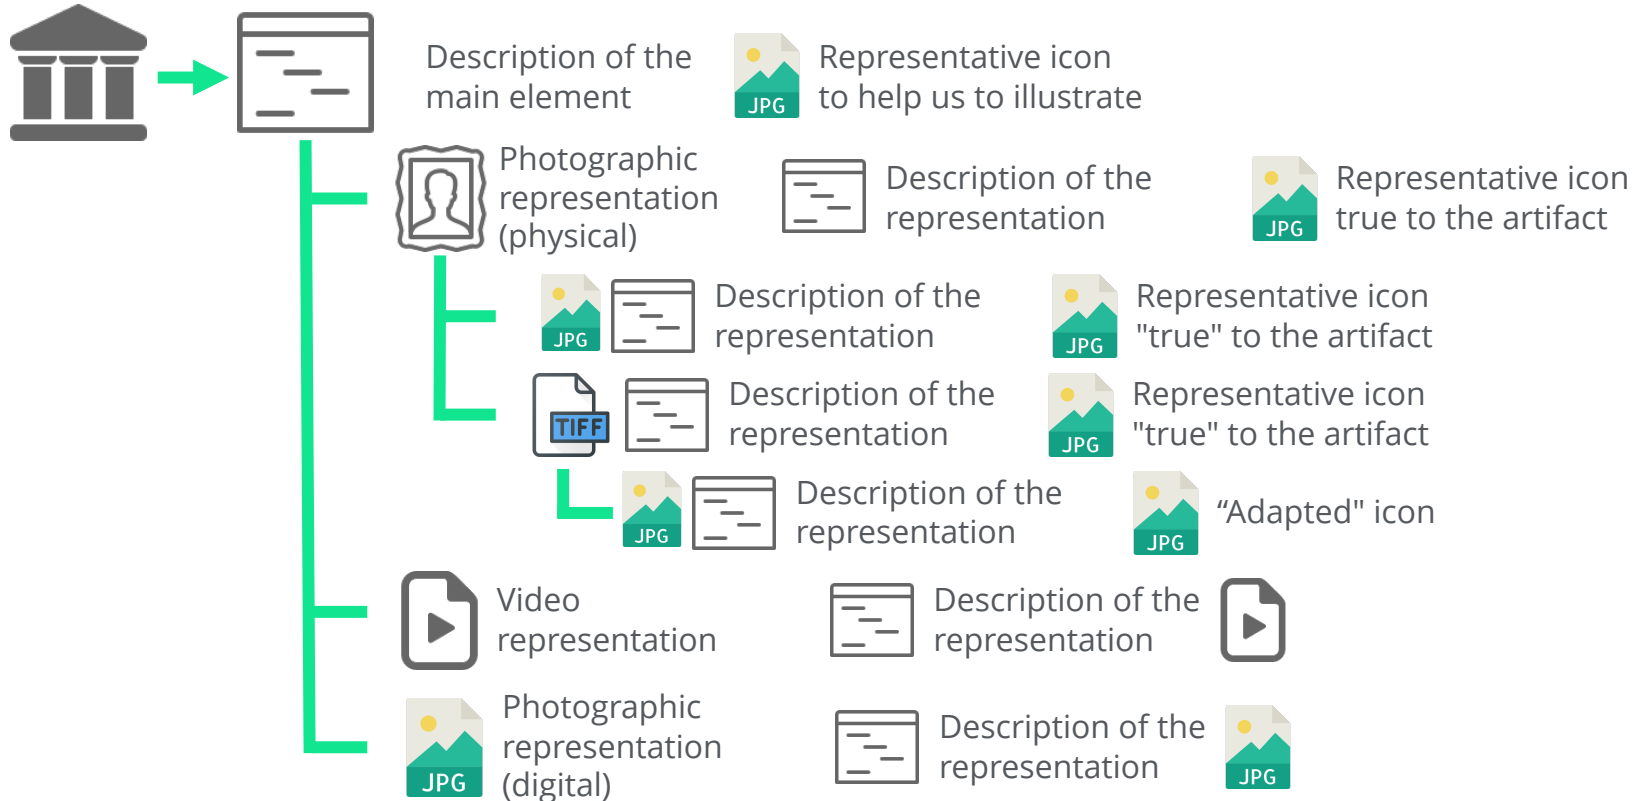 Description of the
main element
JPG
Representative icon
to help us to illustrate
Photographic
representation
(physical)
Description of the
representation
JPG
Representative icon
true to the artifact
JPG
Description of the
representation
JPG
Representative icon
"true" to the artifact
TIFF
Description of the
representation
JPG
Representative icon
"true" to the artifact
JPG
Description of the
representation
JPG
“Adapted" icon
Video
representation
Description of the
representation
JPG
Photographic
representation
(digital)
Description of the
representation
JPG